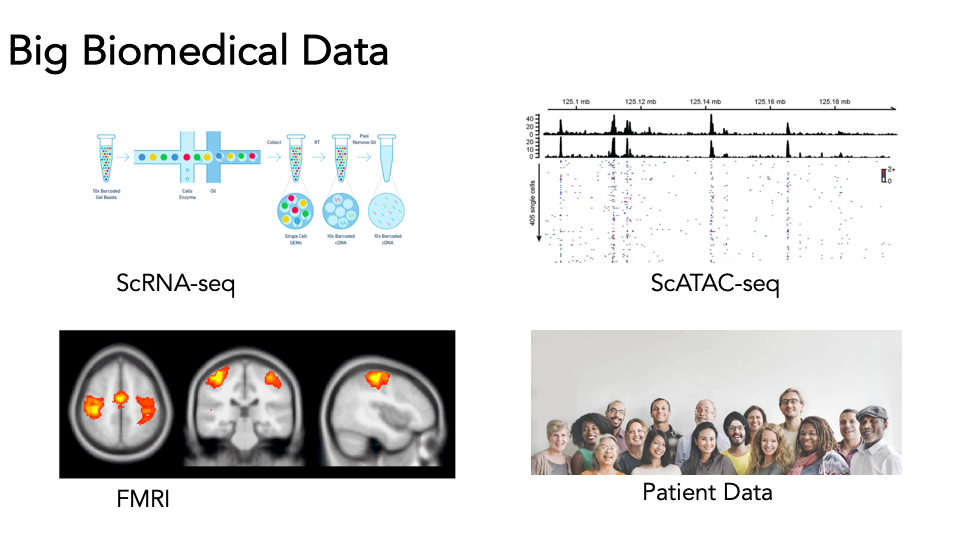 Big Biomedical Data
Collect
RT
Pool
Remove Oil
10x Barcoded
Gel Beads
Cells
Enzyme
Oil
Single Cell
GEMs
10x Barcoded
cDNA
10x Barcoded
cDNA
ScRNA-seq
125.1 mb
125.12 mb
125.14 mb
125.16 mb
125.18 mb
40
20
0
20
10
0
405 single cells
2+
0
ScATAC-seq
FMRI
Patient Data